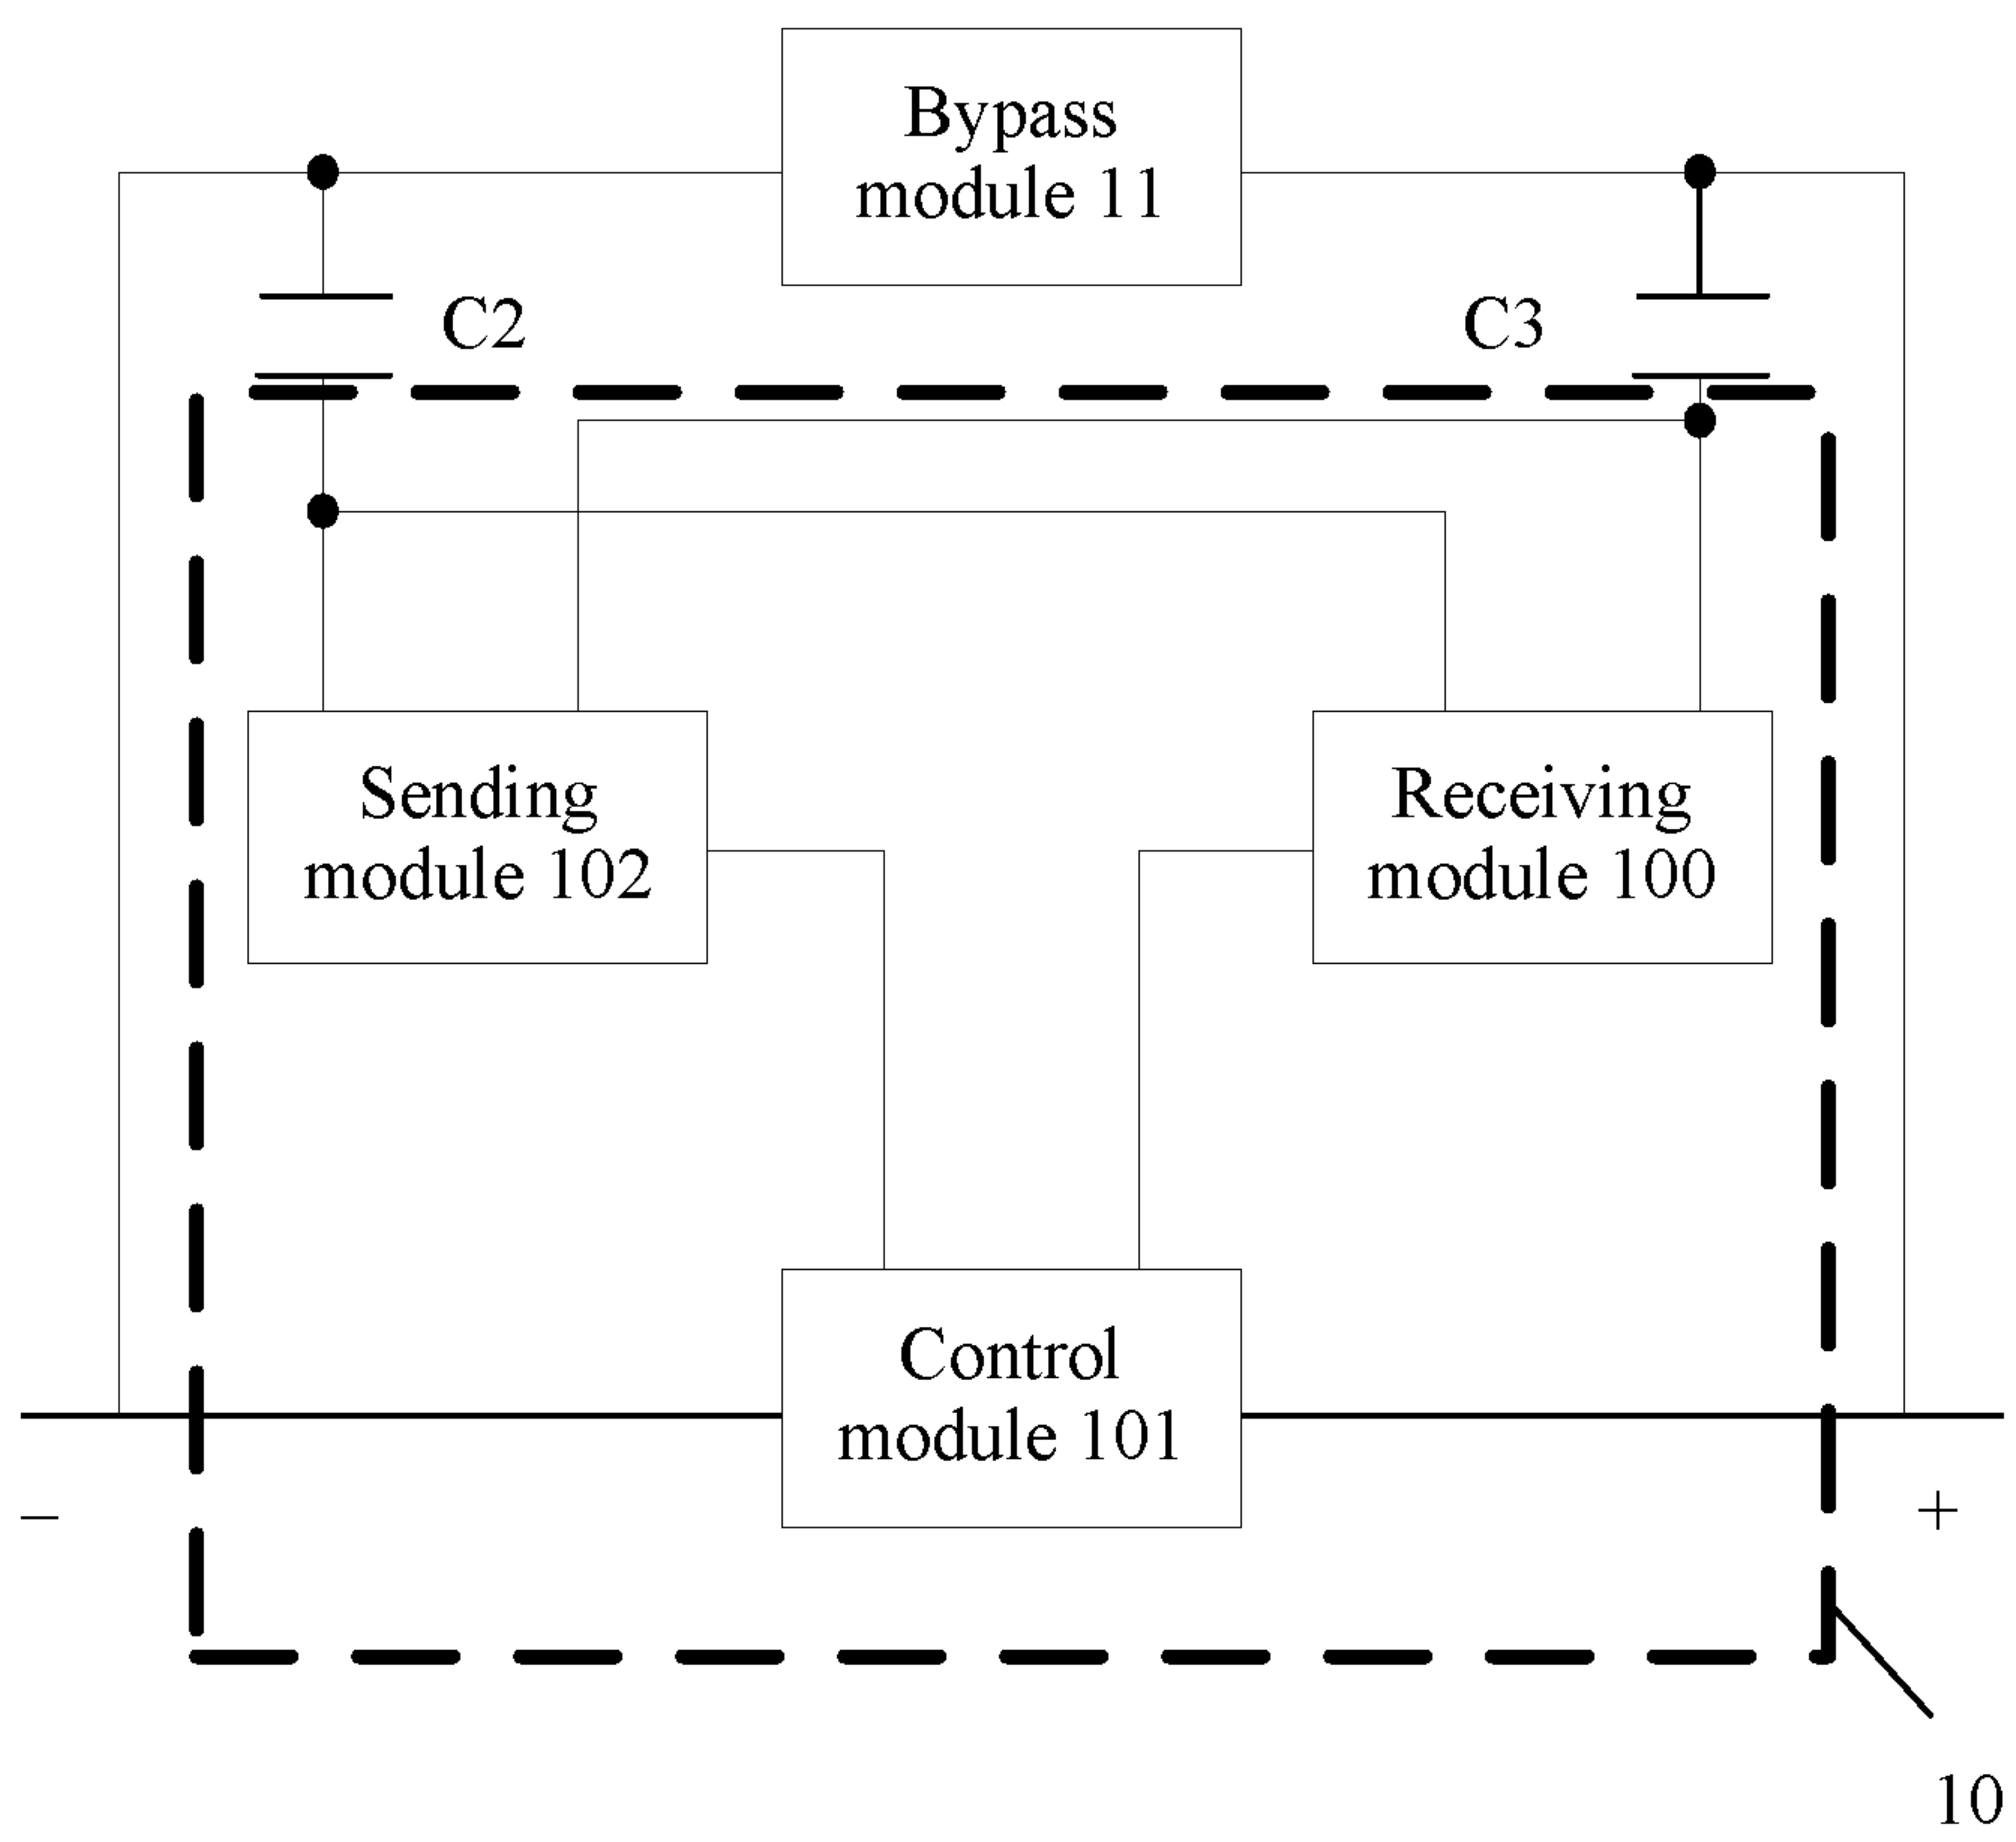 Bypass
module 11
C2
C3
Sending
module 102
Receiving
module 100
Control
module 101
−
+
10